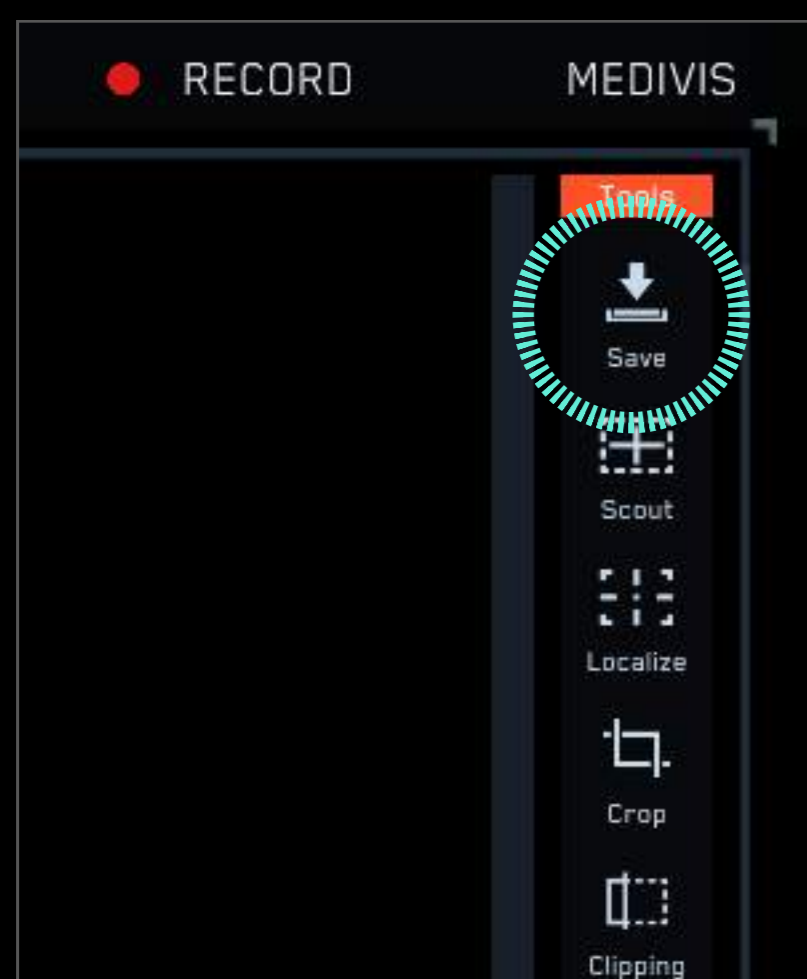 RECORD
MEDIVIS
Tools
Save
Scout
Localize
Crop
Clipping